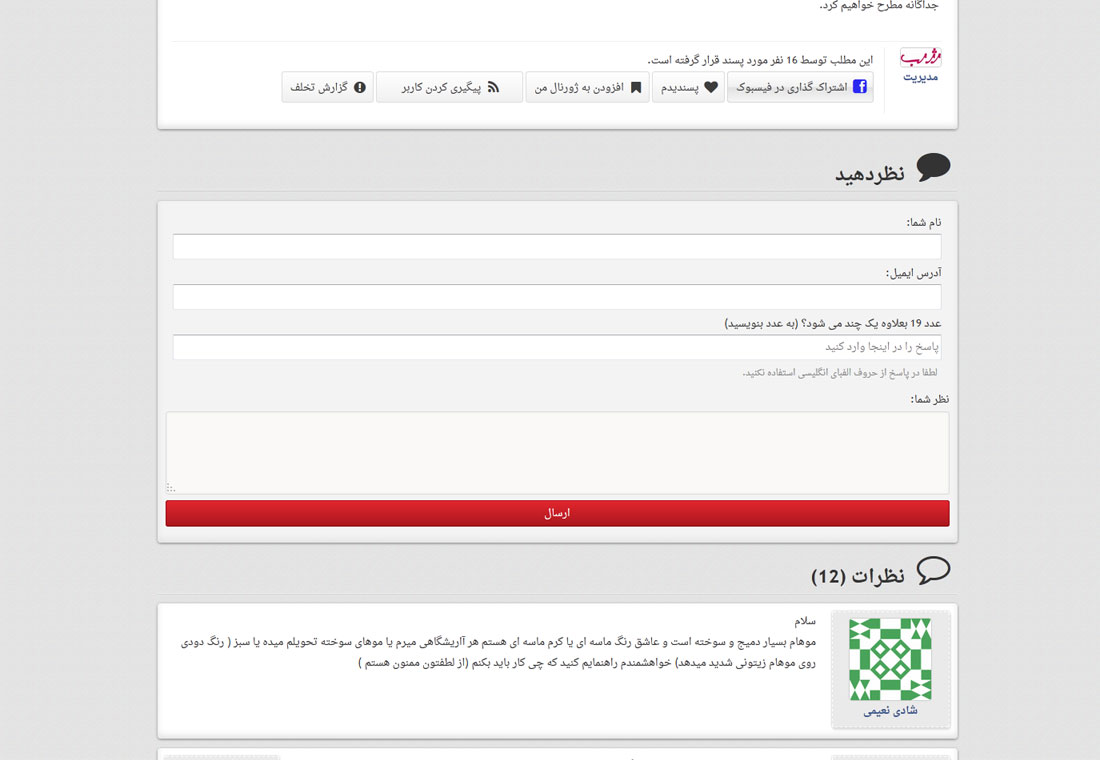 جداگانه مطرح خواهیم کرد.
مدیریت
این مطلب توسط 16 نفر مورد پسند قرار گرفته است.
اشتراک گذاری در فیسبوک
پسندیدم
افزودن به ژورنال من
پیگیری کردن کاربر
گزارش تخلف
نظردهید
نام شما:
آدرس ایمیل:
عدد 19 بعلاوه یک چند می شود؟ (به عدد بنویسید)
پاسخ را در اینجا وارد کنید
لطفا در پاسخ از حروف الفبای انگلیسی استفاده نکنید.
نظر شما:
ارسال
نظرات (12)
سلام
موهام بسیار دمیج و سوخته است و عاشق رنگ ماسه ای یا کرم ماسه ای هستم هر آاریشگاهی میرم یا موهای سوخته تحویلم میده یا سبز ( رنگ دودی
روی موهام زیتونی شدید میدهد) خواهشمندم راهنمایم کنید که چی کار باید بکنم (از لطفتون ممنون هستم )
شادی نعیمی